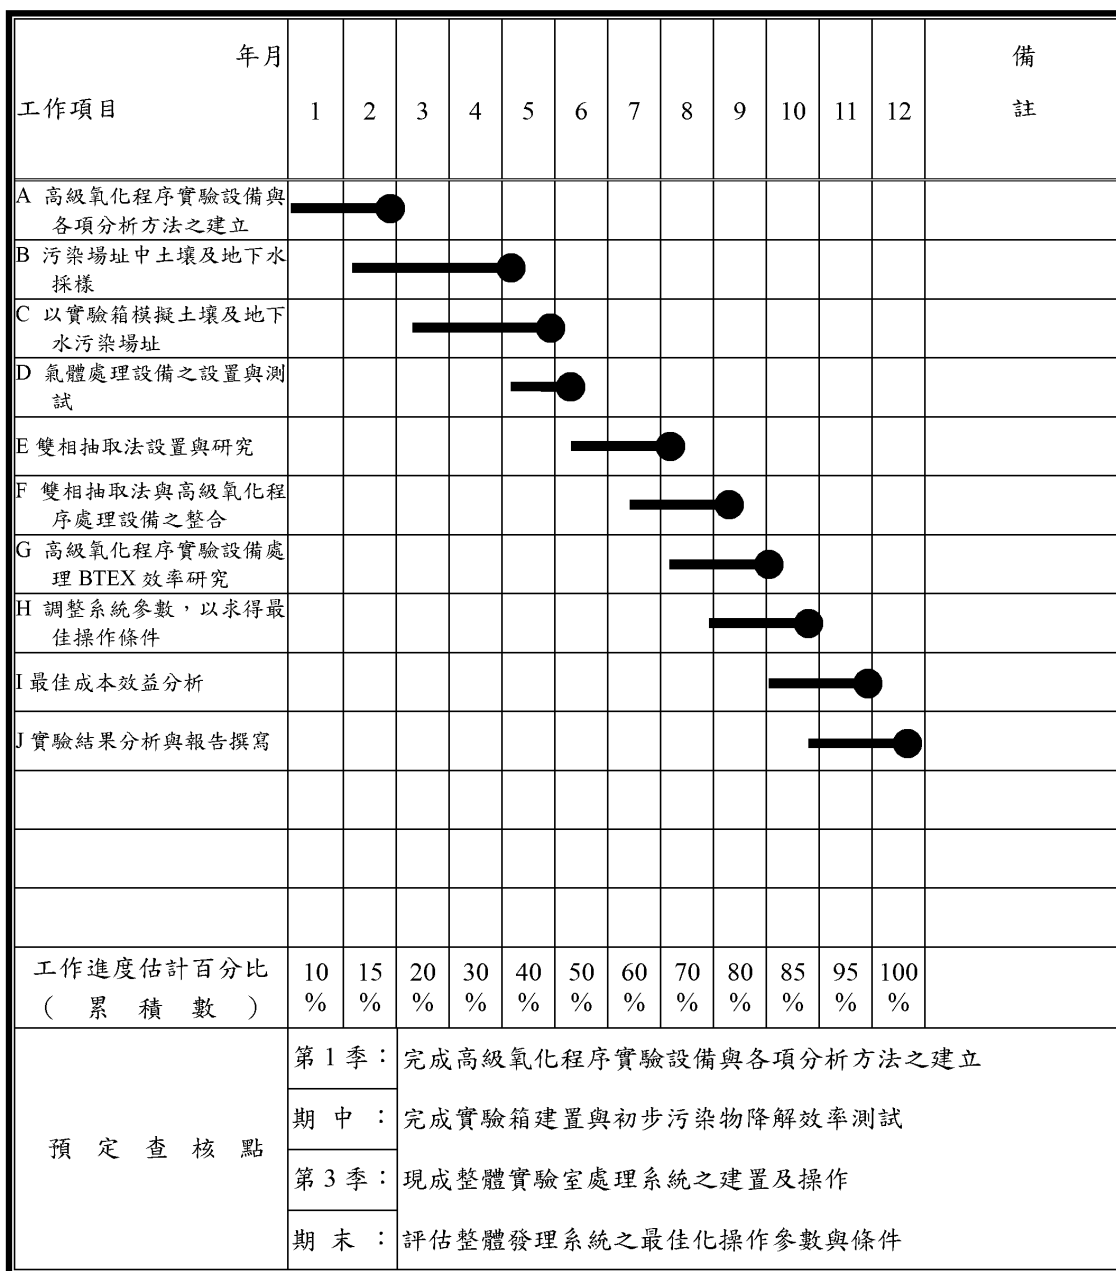 年月
備
工作項目 1 2 3 4 5 6 7 8 9 10 11 12 註
A 高級氧化程序實驗設備與
各項分析方法之建立
B 污染場址中土壤及地下水
採樣
C 以實驗箱模擬土壤及地下
水污染場址
D 氣體處理設備之設置與測
試
E 雙相抽取法設置與研究
F 雙相抽取法與高級氧化程
序處理設備之整合
G 高級氧化程序實驗設備處
理 BTEX 效率研究
H 調整系統參數，以求得最
佳操作條件
I 最佳成本效益分析
J 實驗結果分析與報告撰寫
工作進度估計百分比 10 15 20 30 40 50 60 70 80 85 95 100
（累積數） % % % % % % % % % % % %
第 1 季： 完成高級氧化程序實驗設備與各項分析方法之建立
期中： 完成實驗箱建置與初步污染物降解效率測試
預定查核點
第 3 季： 現成整體實驗室處理系統之建置及操作
期末： 評估整體發理系統之最佳化操作參數與條件